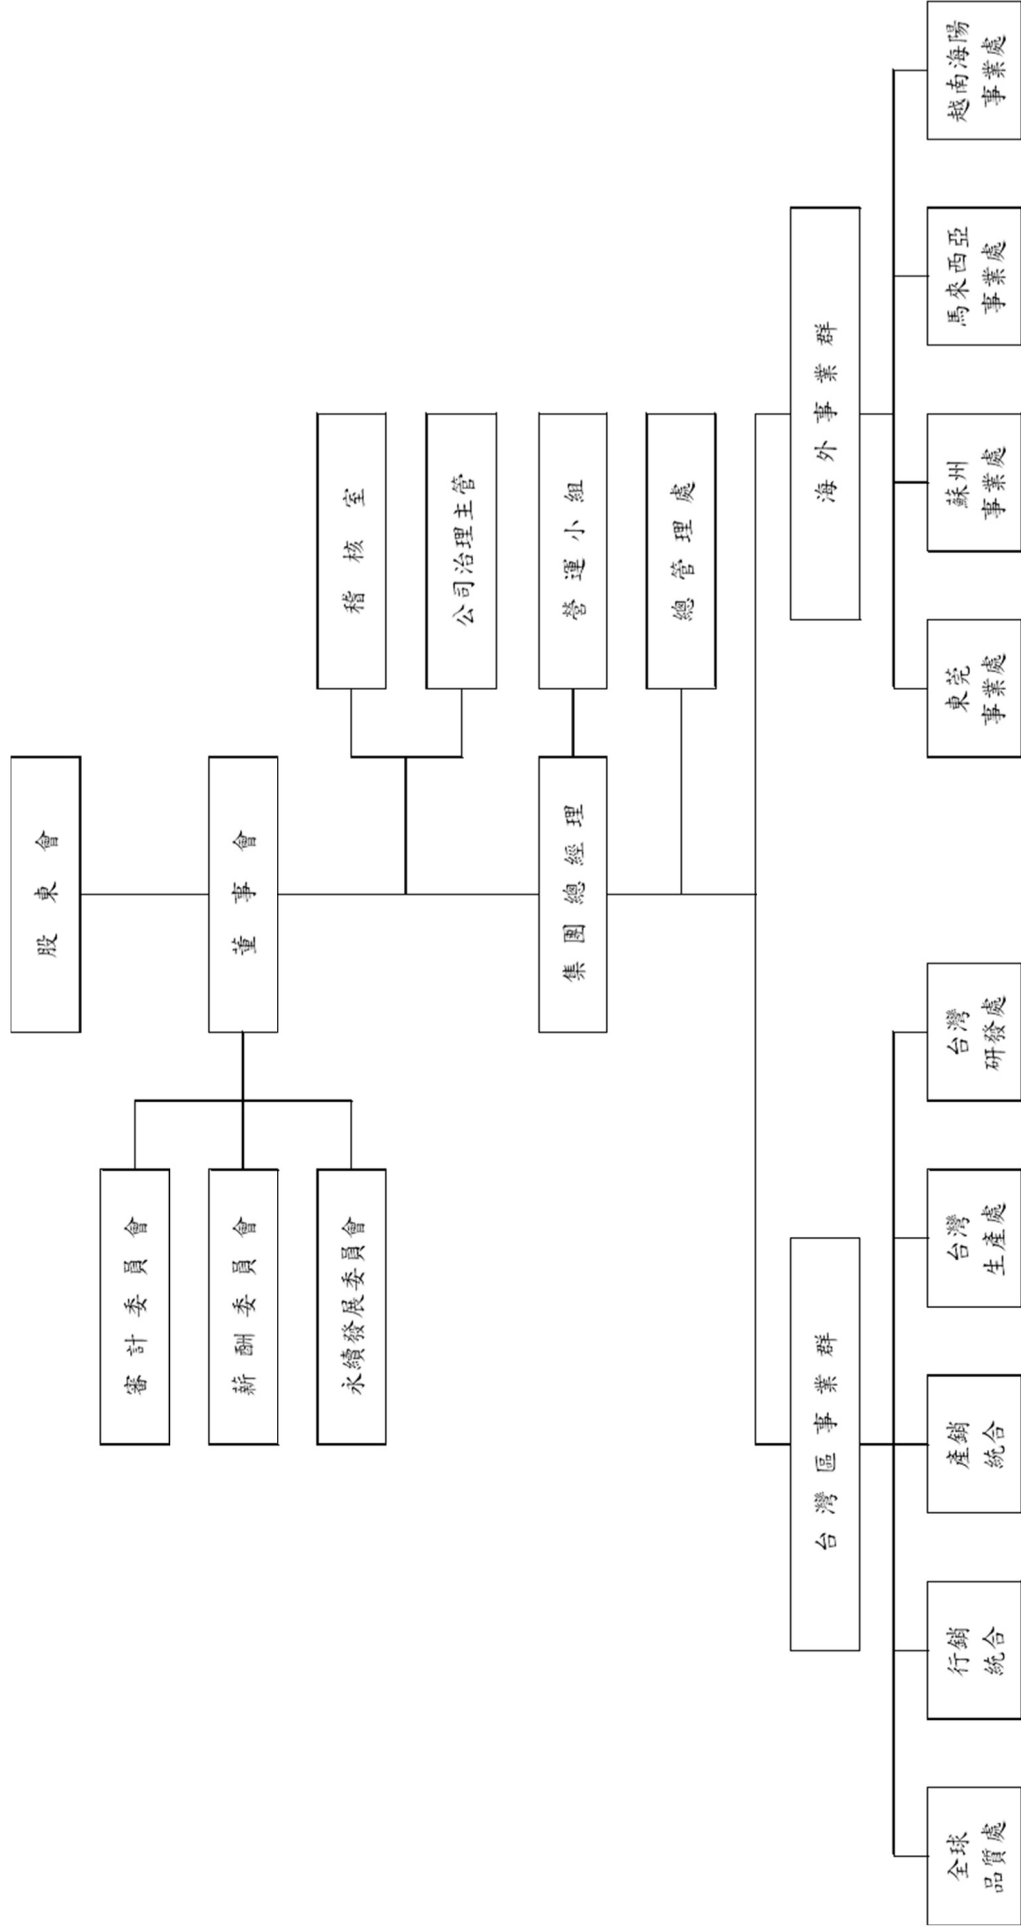 股東會
審計委員會
董事會
薪酬委員會
永續發展委員會
稽核室
公司治理主管
集團總經理
營運小組
總管理處
台灣區事業群
海外事業群
全球
品質處
行銷
統合
產銷
統合
台灣
生產處
台灣
研發處
東莞
事業處
蘇州
事業處
馬來西亞
事業處
越南海陽
事業處